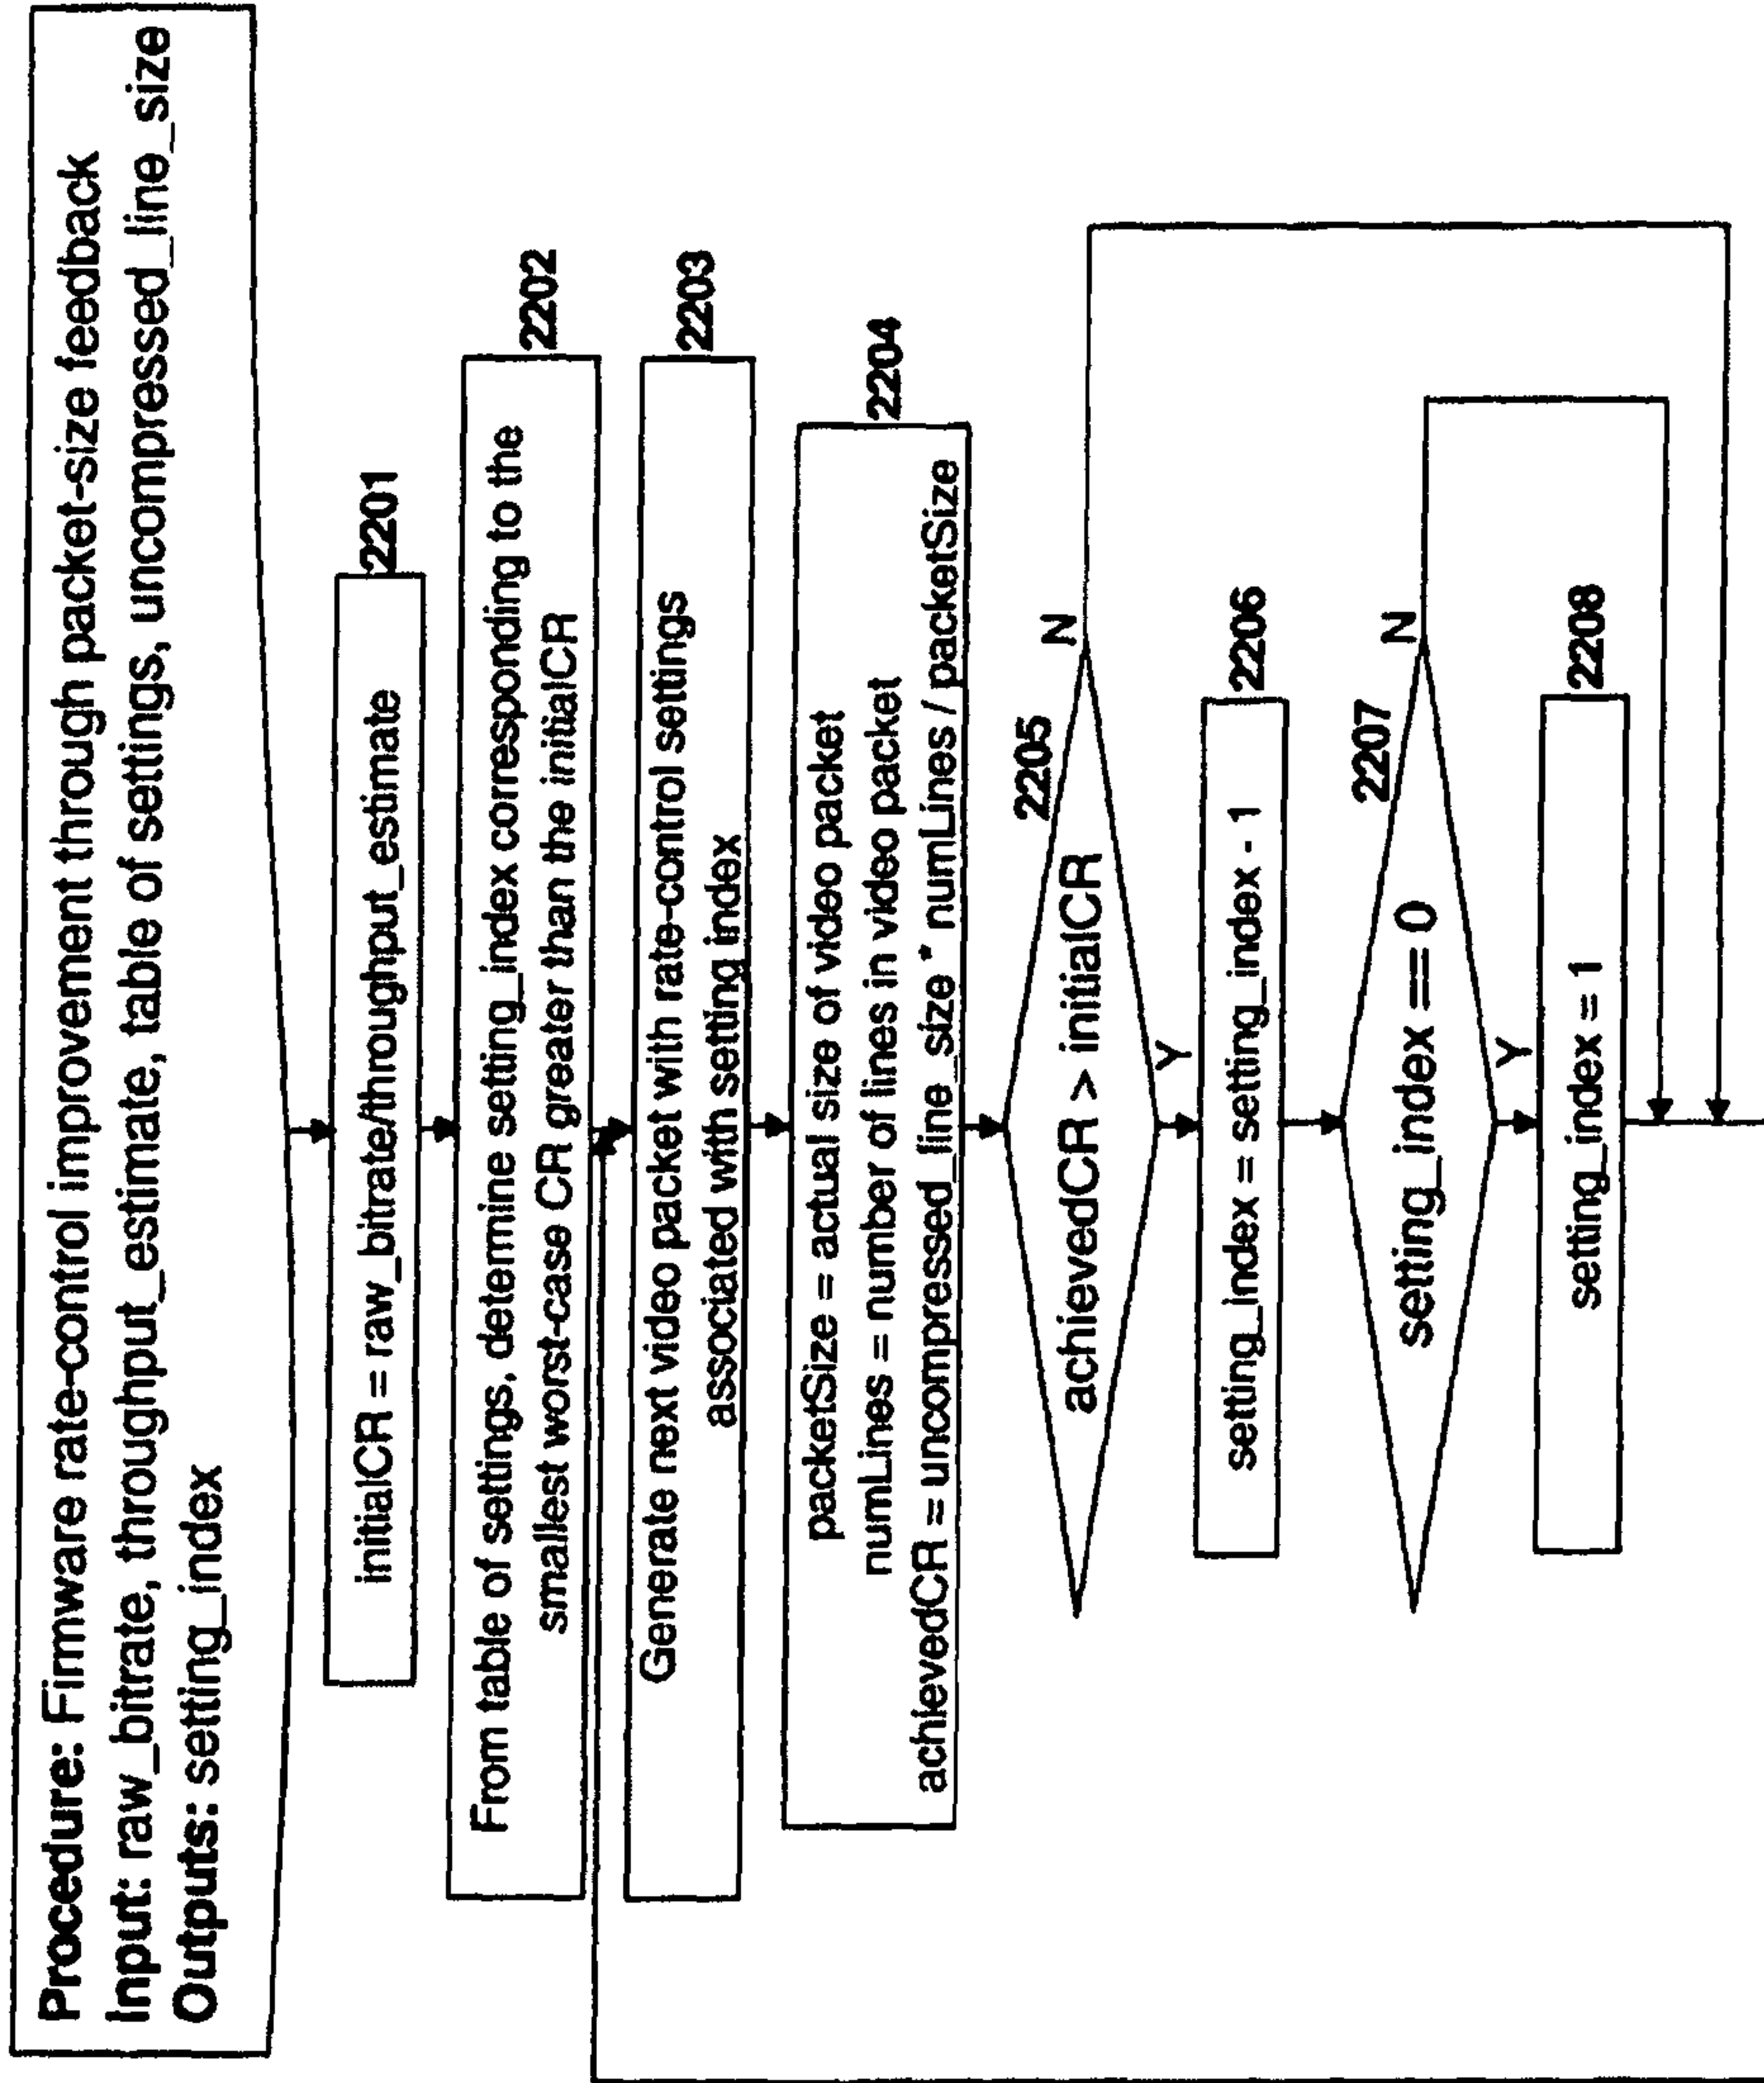 Procedure: Firmware rate-control improvement through packet-size feedback
Input: raw_bitrate, throughput_estimate, table of settings, uncompressed_line_size
Outputs: setting_index
initialCR = raw_bitrate/throughput_estimate
2201
From table of settings, determine setting_index corresponding to the
smallest worst-case CR greater than the initialCR
2202
Generate next video packet with rate-control settings
associated with setting index
2203
packetSize = actual size of video packet
numLines = number of lines in video packet
achievedCR = uncompressed_line_size * numLines / packetSize
2204
achievedCR > initialCR
2205
N
Y
setting_index = setting_index - 1
2206
setting_index == 0
2207
N
Y
setting_index = 1
2208